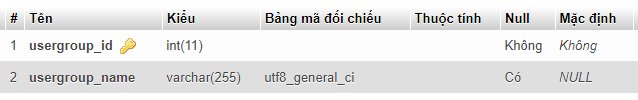 # Tên Kiểu Bảng mã đối chiếu Thuộc tính Null Mặc định
1 usergroup_id int(11) Không Không
2 usergroup_name varchar(255) utf8_general_ci Có NULL